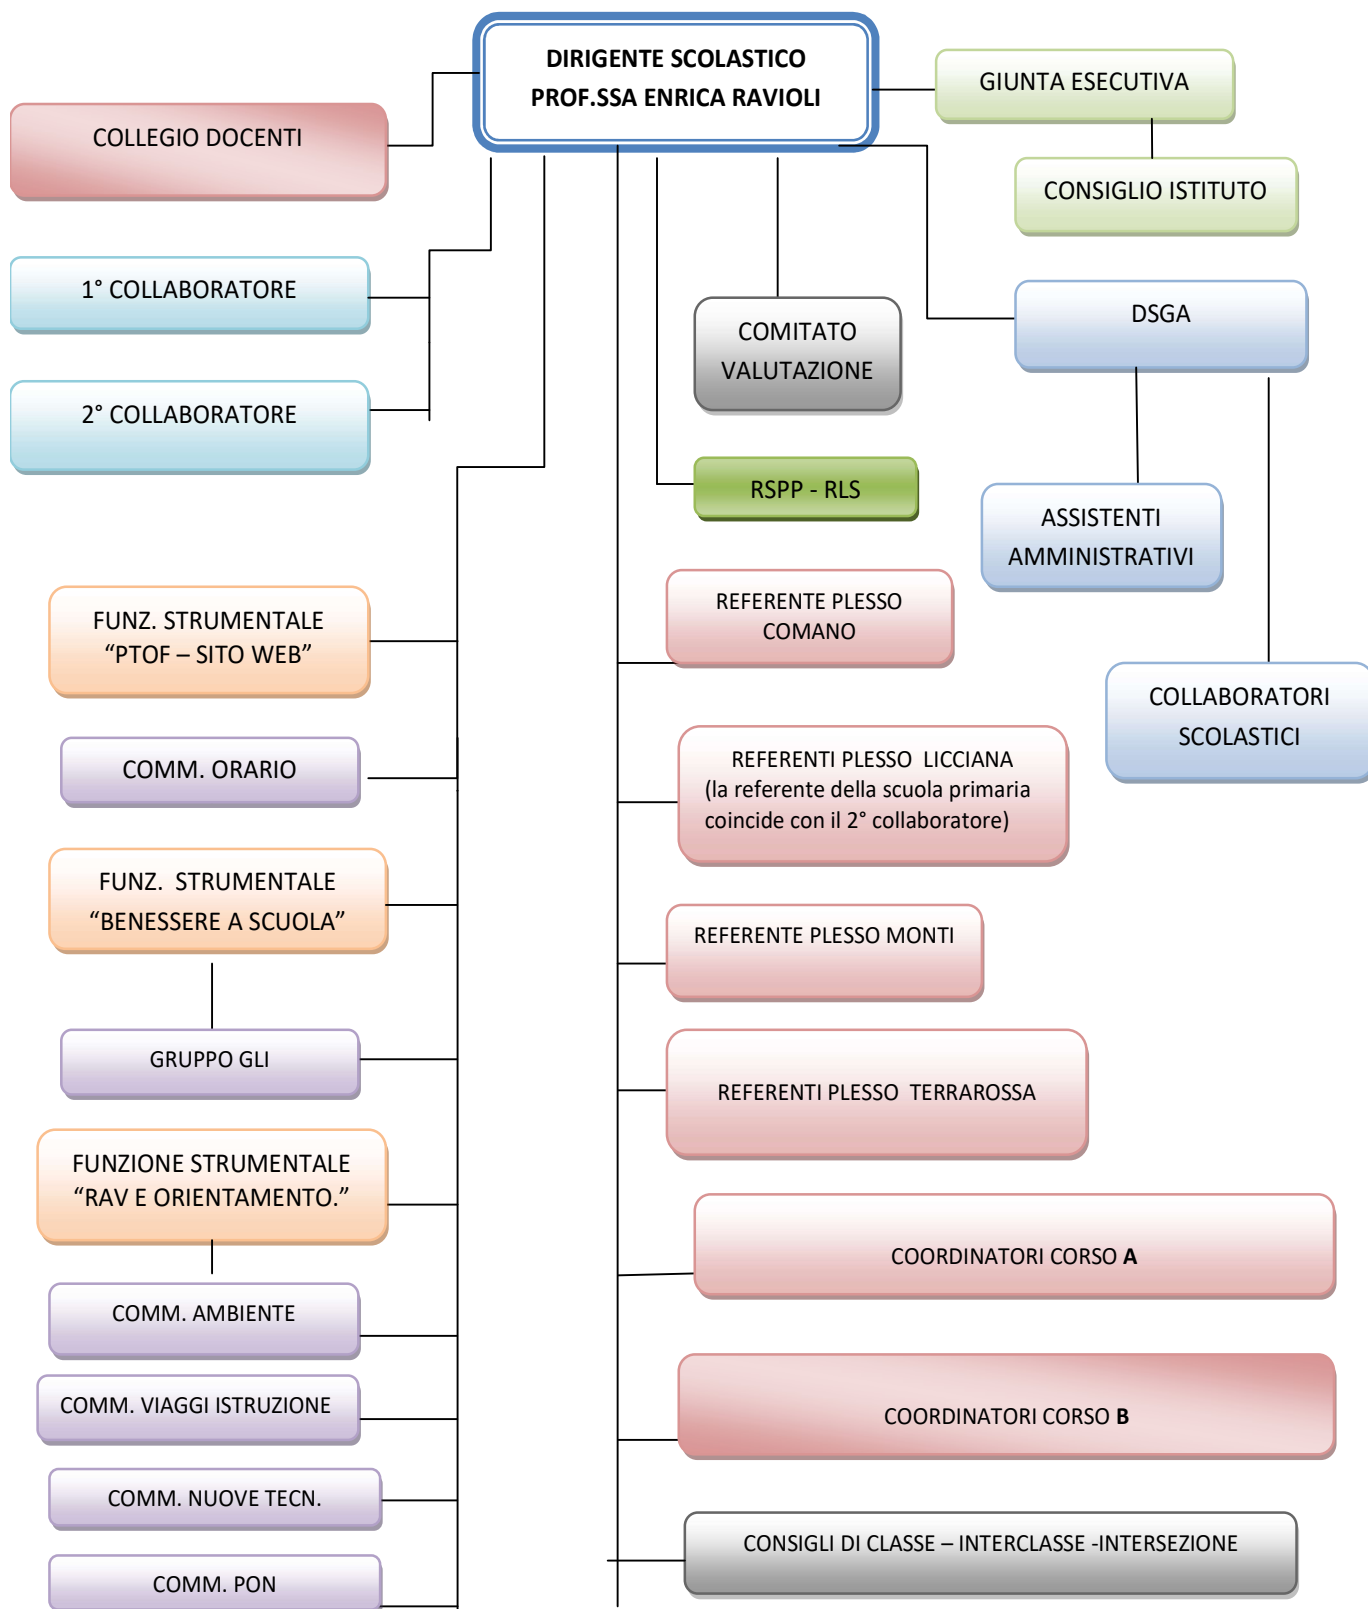 DIRIGENTE SCOLASTICO
PROF.SSA ENRICA RAVIOLI
GIUNTA ESECUTIVA
COLLEGIO DOCENTI
CONSIGLIO ISTITUTO
1° COLLABORATORE
DSGA
COMITATO
VALUTAZIONE
2° COLLABORATORE
RSPP - RLS
ASSISTENTI
AMMINISTRATIVI
FUNZ. STRUMENTALE
“PTOF – SITO WEB”
REFERENTE PLESSO
COMANO
COLLABORATORI
SCOLASTICI
COMM. ORARIO
REFERENTI PLESSO LICCIANA
(la referente della scuola primaria
coincide con il 2° collaboratore)
FUNZ. STRUMENTALE
“BENESSERE A SCUOLA”
REFERENTE PLESSO MONTI
GRUPPO GLI
REFERENTI PLESSO TERRAROSSA
FUNZIONE STRUMENTALE
“RAV E ORIENTAMENTO.”
COORDINATORI CORSO A
COMM. AMBIENTE
COMM. VIAGGI ISTRUZIONE
COORDINATORI CORSO B
COMM. NUOVE TECN.
CONSIGLI DI CLASSE – INTERCLASSE -INTERSEZIONE
COMM. PON